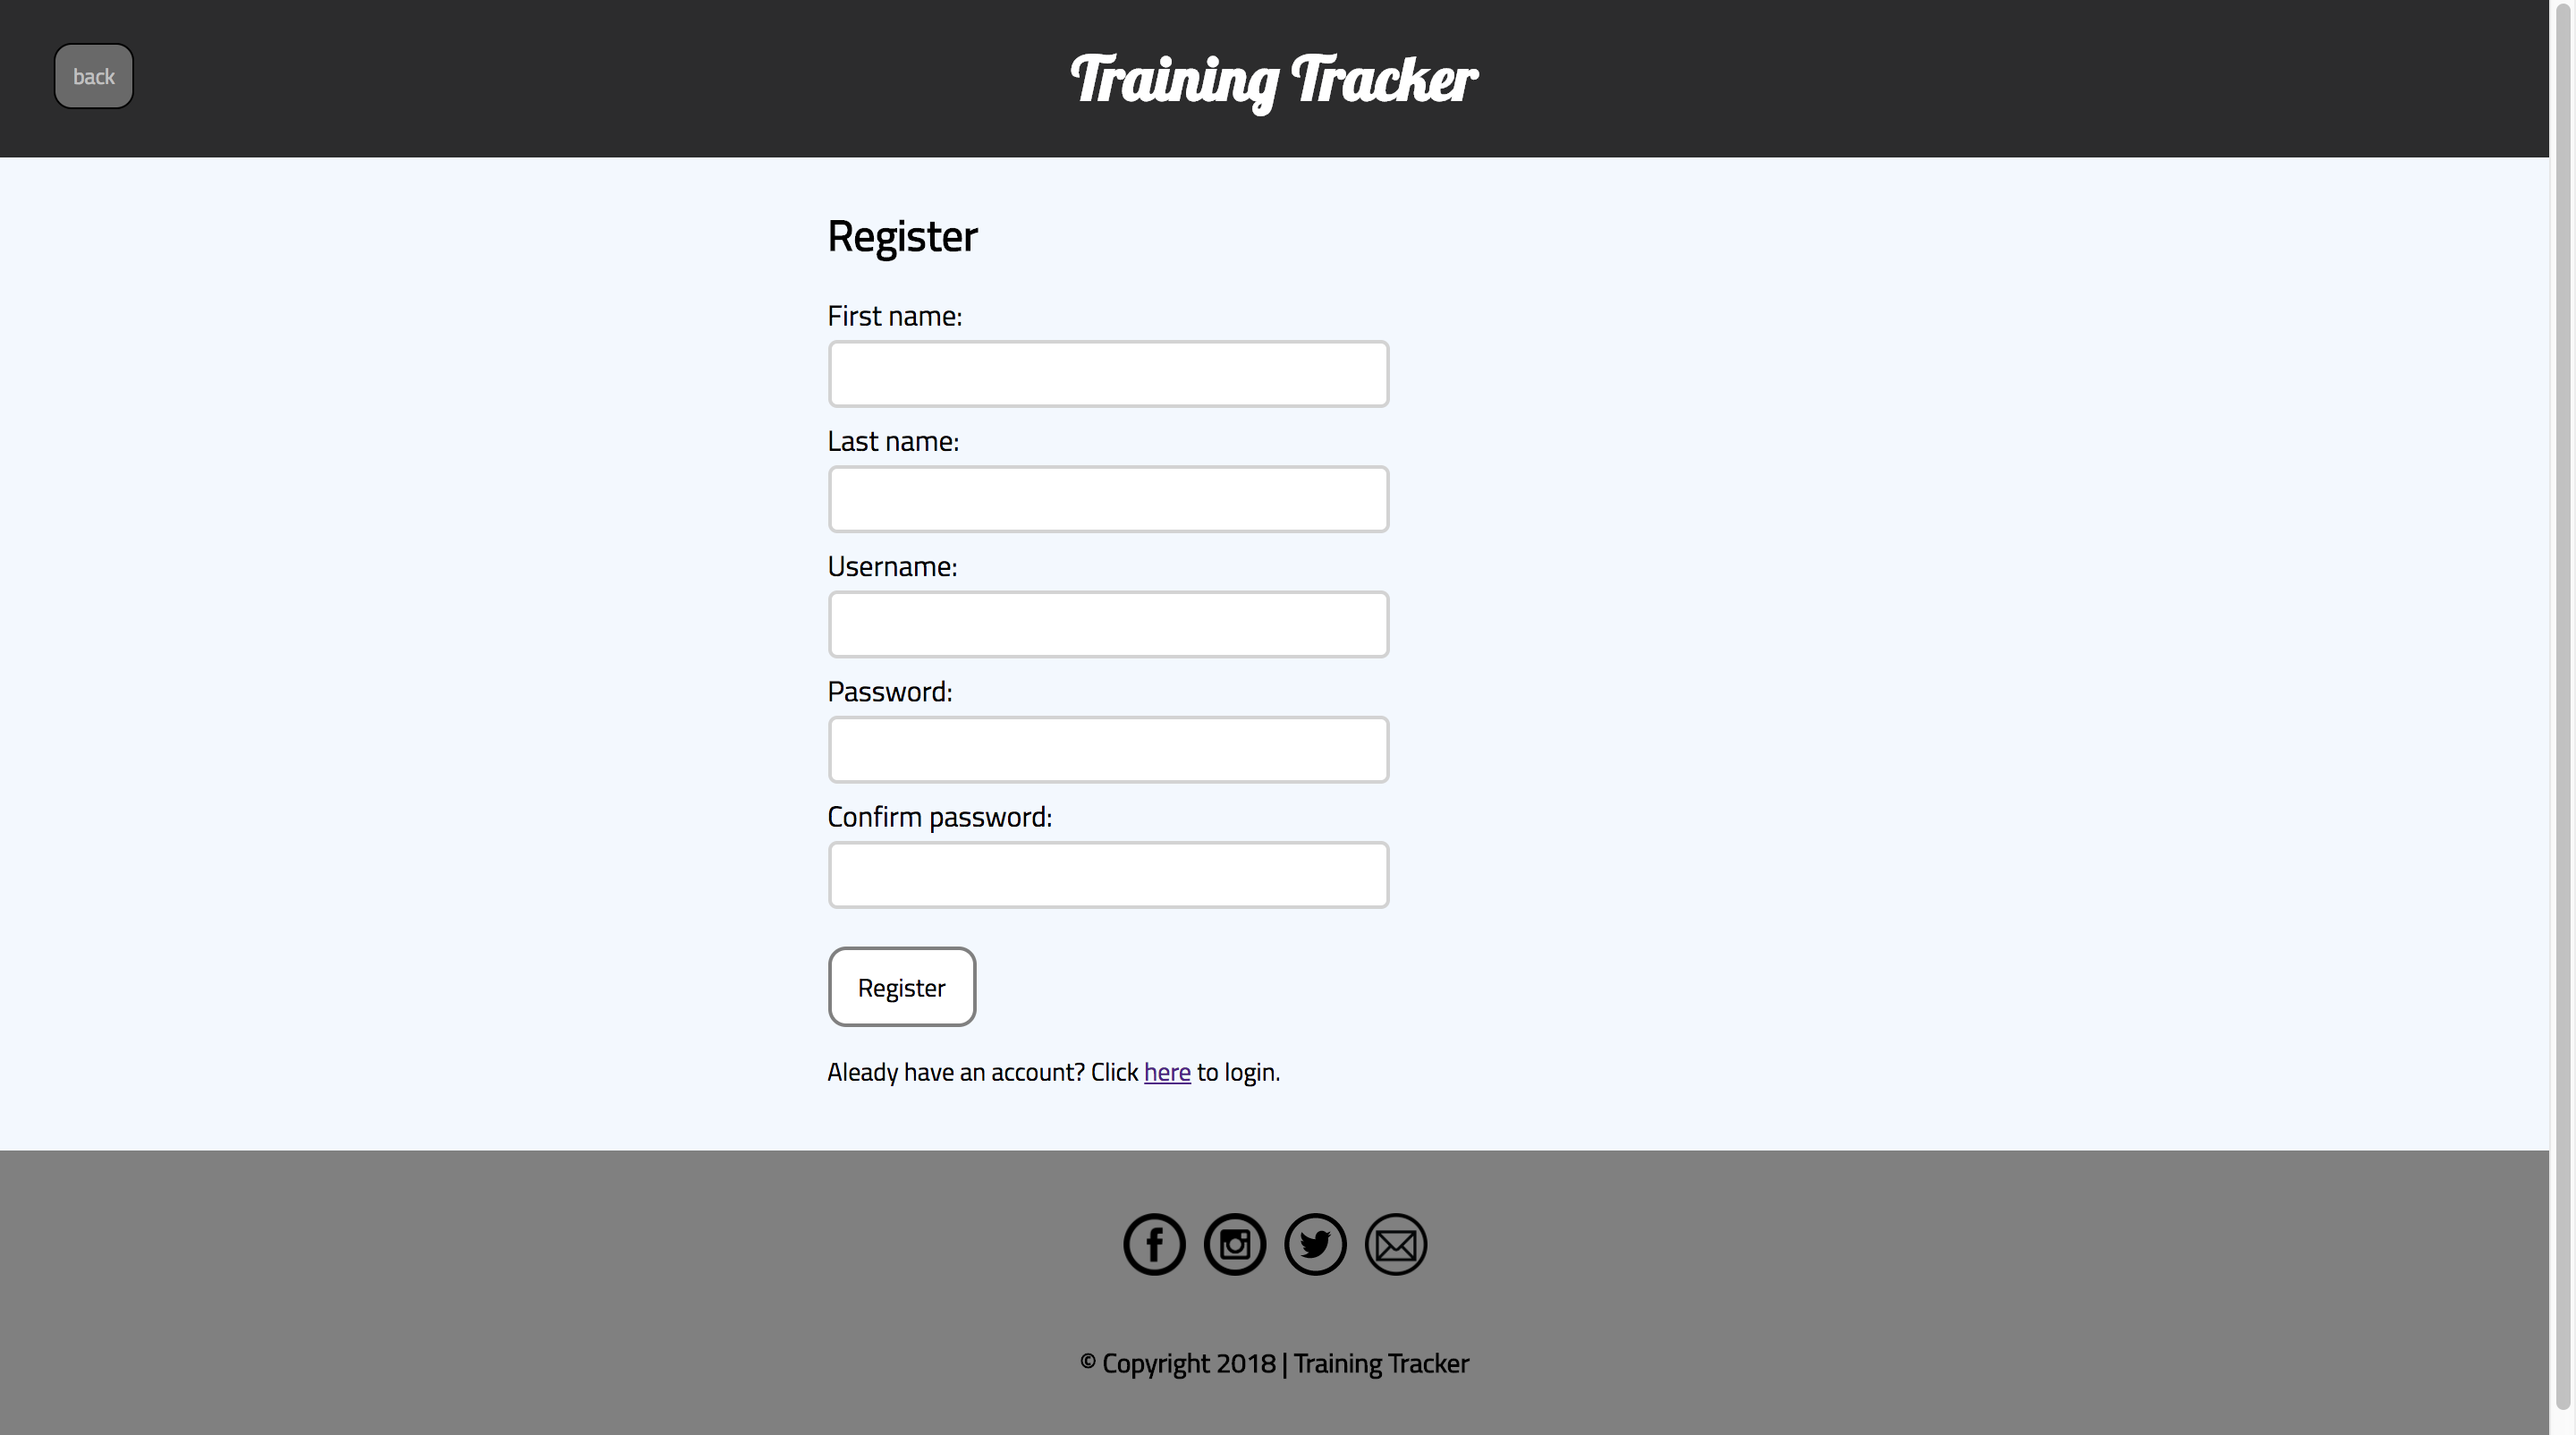 back
Training Tracker
Register
First name:
Last name:
Username:
Password:
Confirm password:
Register
Aleady have an account? Click here to login.
© Copyright 2018 | Training Tracker